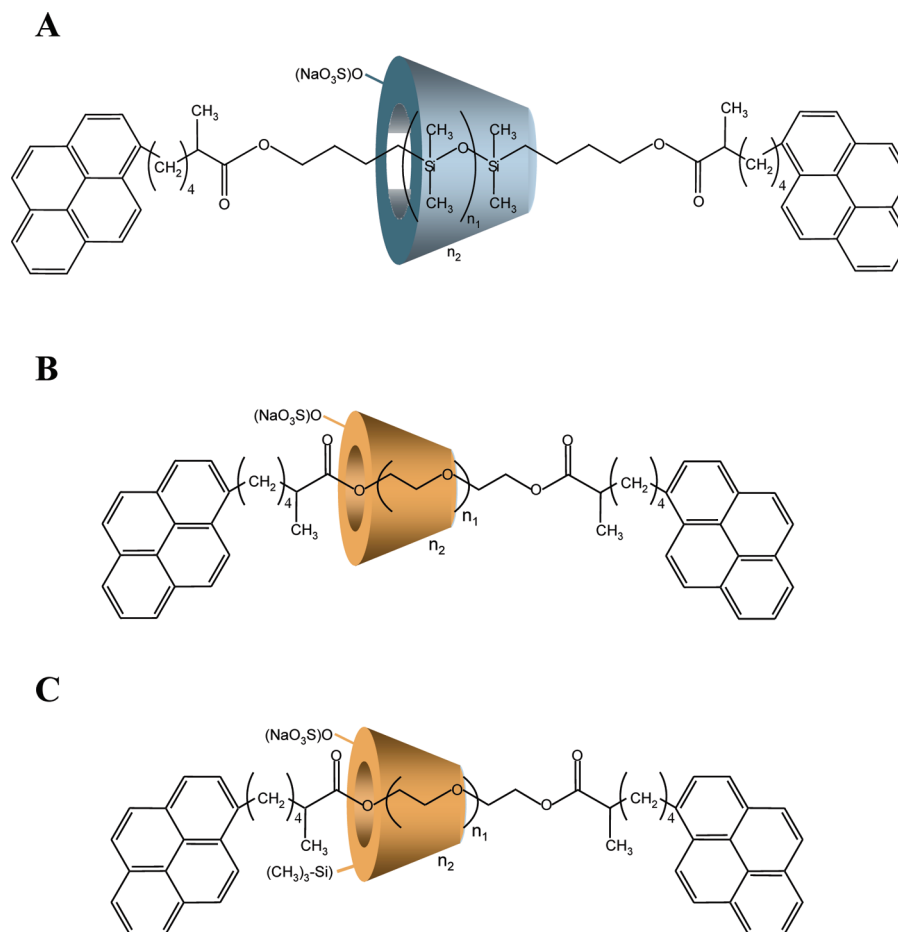 A
(NaO3S)O
CH3 CH3 CH3 CH3
O O O
(CH2)4 Si Si (CH2)4
O CH3 CH3 O
n1
n2
B
(NaO3S)O
O O
(CH2)4 O (CH2)4
O O
CH3 n1 CH3
n2
C
(NaO3S)O
O O
(CH2)4 O (CH2)4
O O
CH3 n1 CH3
n2
(CH3)3-Si)